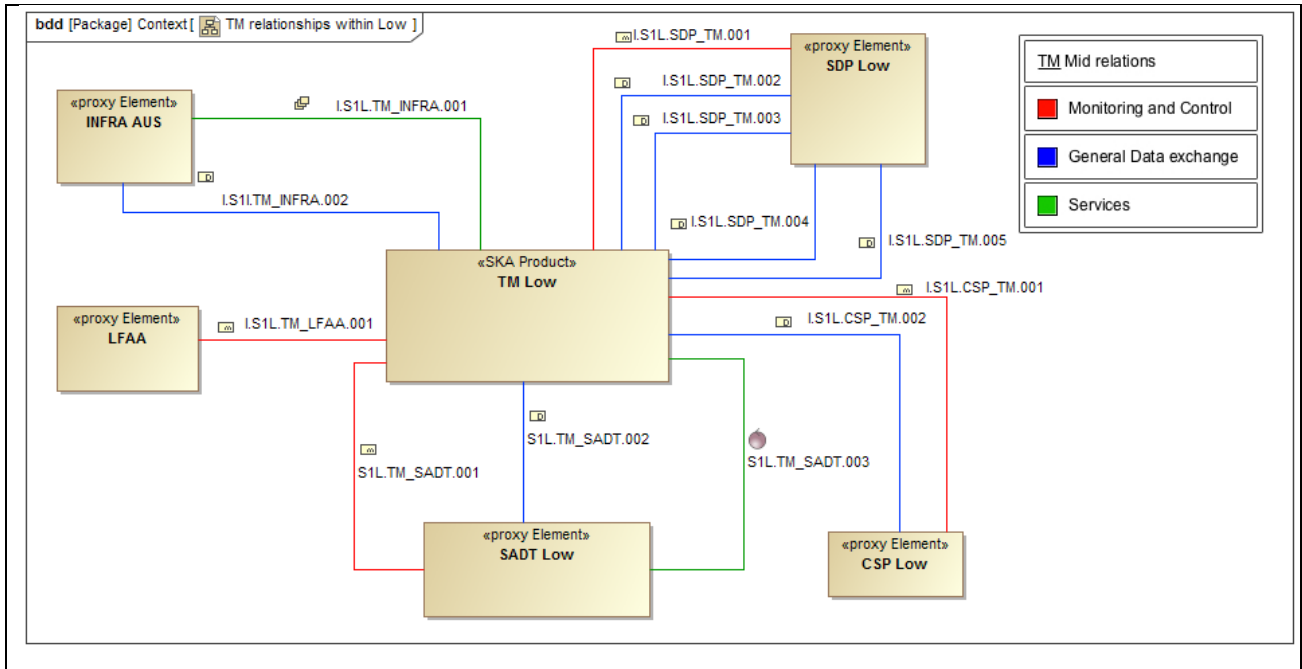 bdd [Package] Context [ TM relationships within Low ]
I.S1L.SDP_TM.001
«proxy Element»
SDP Low
TM Mid relations
Monitoring and Control
General Data exchange
Services
I.S1L.SDP_TM.002
I.S1L.SDP_TM.003
«proxy Element»
INFRA AUS
I.S1L.TM_INFRA.001
I.S1I.TM_INFRA.002
I.S1L.SDP_TM.004
I.S1L.SDP_TM.005
«SKA Product»
TM Low
I.S1L.CSP_TM.001
I.S1L.CSP_TM.002
«proxy Element»
LFAA
I.S1L.TM_LFAA.001
S1L.TM_SADT.001
S1L.TM_SADT.002
S1L.TM_SADT.003
«proxy Element»
SADT Low
«proxy Element»
CSP Low